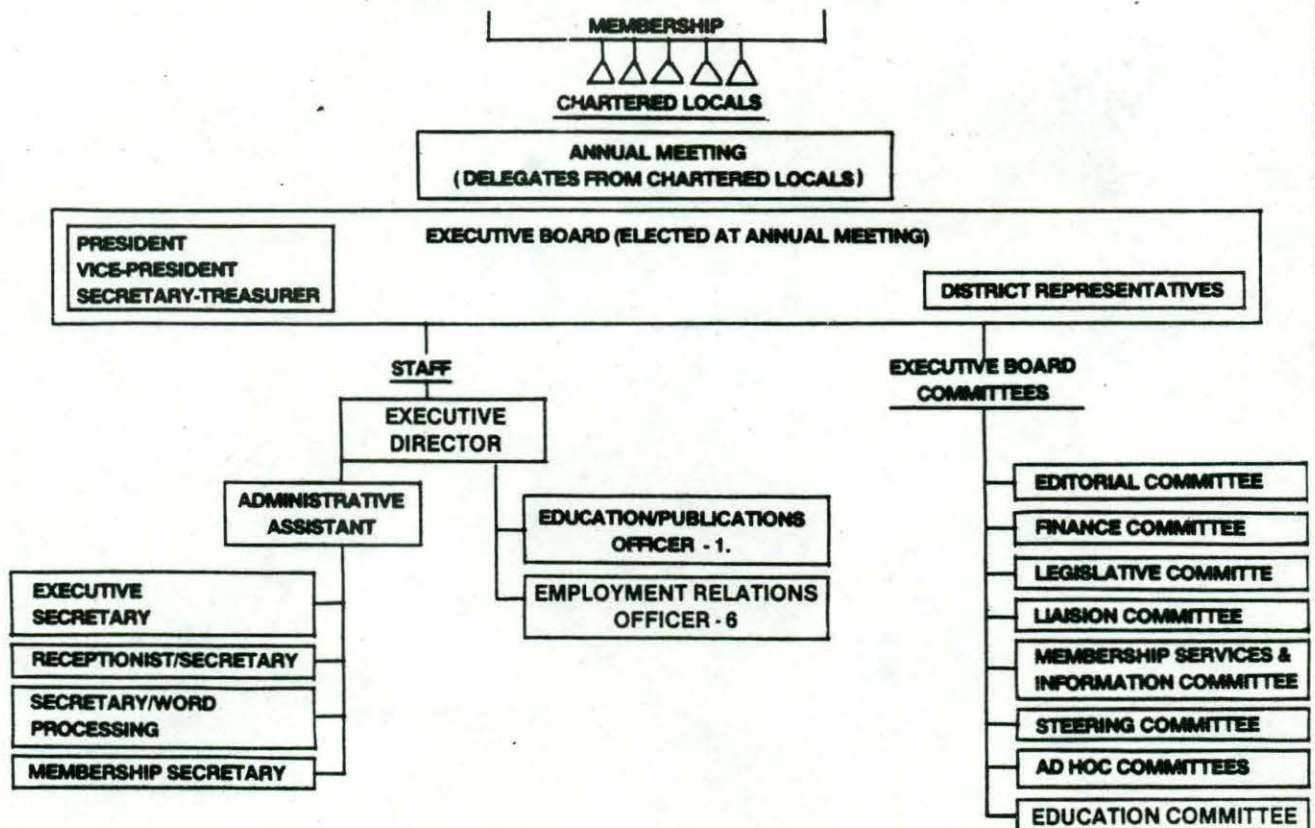 MEMBERSHIP
CHARTERED LOCALS
ANNUAL MEETING
(DELEGATES FROM CHARTERED LOCALS)
EXECUTIVE BOARD (ELECTED AT ANNUAL MEETING)
PRESIDENT
VICE-PRESIDENT
SECRETARY-TREASURER
DISTRICT REPRESENTATIVES
STAFF
EXECUTIVE
DIRECTOR
ADMINISTRATIVE
ASSISTANT
EXECUTIVE
SECRETARY
RECEPTIONIST/SECRETARY
SECRETARY/WORD
PROCESSING
MEMBERSHIP SECRETARY
EDUCATION/PUBLICATIONS
OFFICER - 1.
EMPLOYMENT RELATIONS
OFFICER - 6
EXECUTIVE BOARD
COMMITTEES
EDITORIAL COMMITTEE
FINANCE COMMITTEE
LEGISLATIVE COMMITTE
LIAISION COMMITTEE
MEMBERSHIP SERVICES &
INFORMATION COMMITTEE
STEERING COMMITTEE
AD HOC COMMITTEES
EDUCATION COMMITTEE